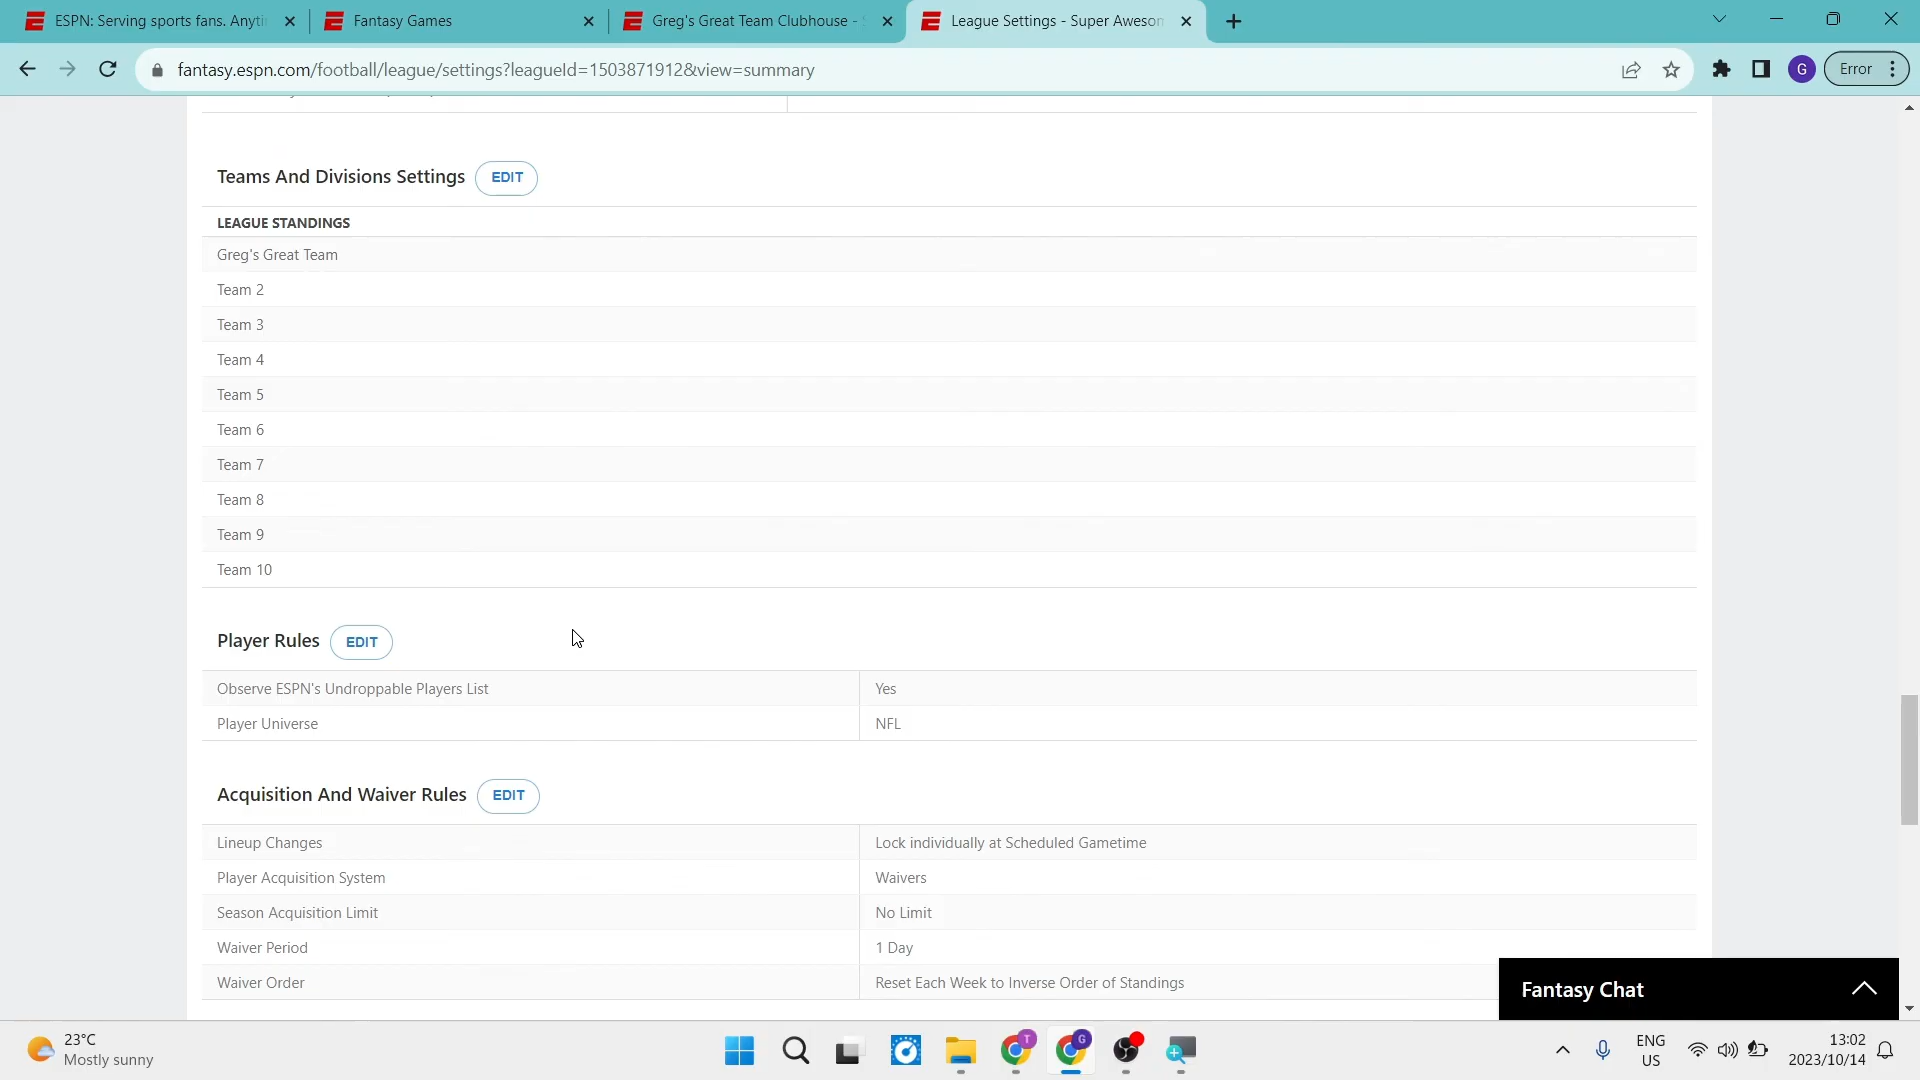 ESPN: Serving sports fans. Anyti
Fantasy Games
Greg's Great Team Clubhouse -
League Settings - Super Awesom
fantasy.espn.com/football/league/settings?leagueId=1503871912&view=summary
G
Error
Teams And Divisions Settings EDIT
LEAGUE STANDINGS
Greg's Great Team
Team 2
Team 3
Team 4
Team 5
Team 6
Team 7
Team 8
Team 9
Team 10
Player Rules EDIT
Observe ESPN's Undroppable Players List Yes
Player Universe NFL
Acquisition And Waiver Rules EDIT
Lineup Changes Lock individually at Scheduled Gametime
Player Acquisition System Waivers
Season Acquisition Limit No Limit
Waiver Period 1 Day
Waiver Order Reset Each Week to Inverse Order of Standings
Fantasy Chat
23°C
Mostly sunny
T
G
ENG
US
13:02
2023/10/14